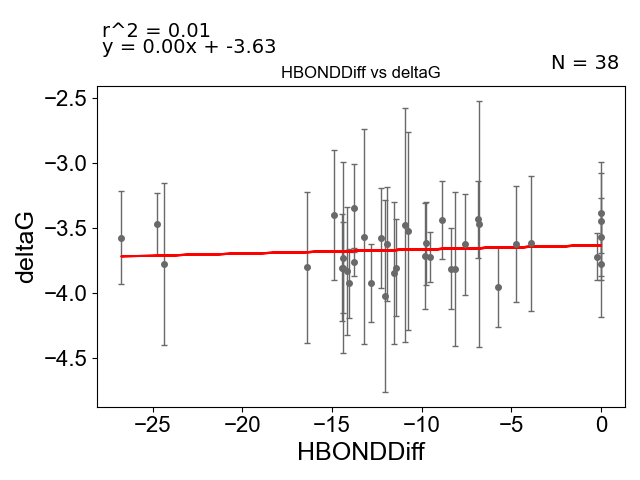 r^2 = 0.01
y = 0.00x + -3.63
N = 38
HBONDDiff vs deltaG
deltaG
−2.5
−3.0
−3.5
−4.0
−4.5
−25
−20
−15
−10
−5
0
HBONDDiff